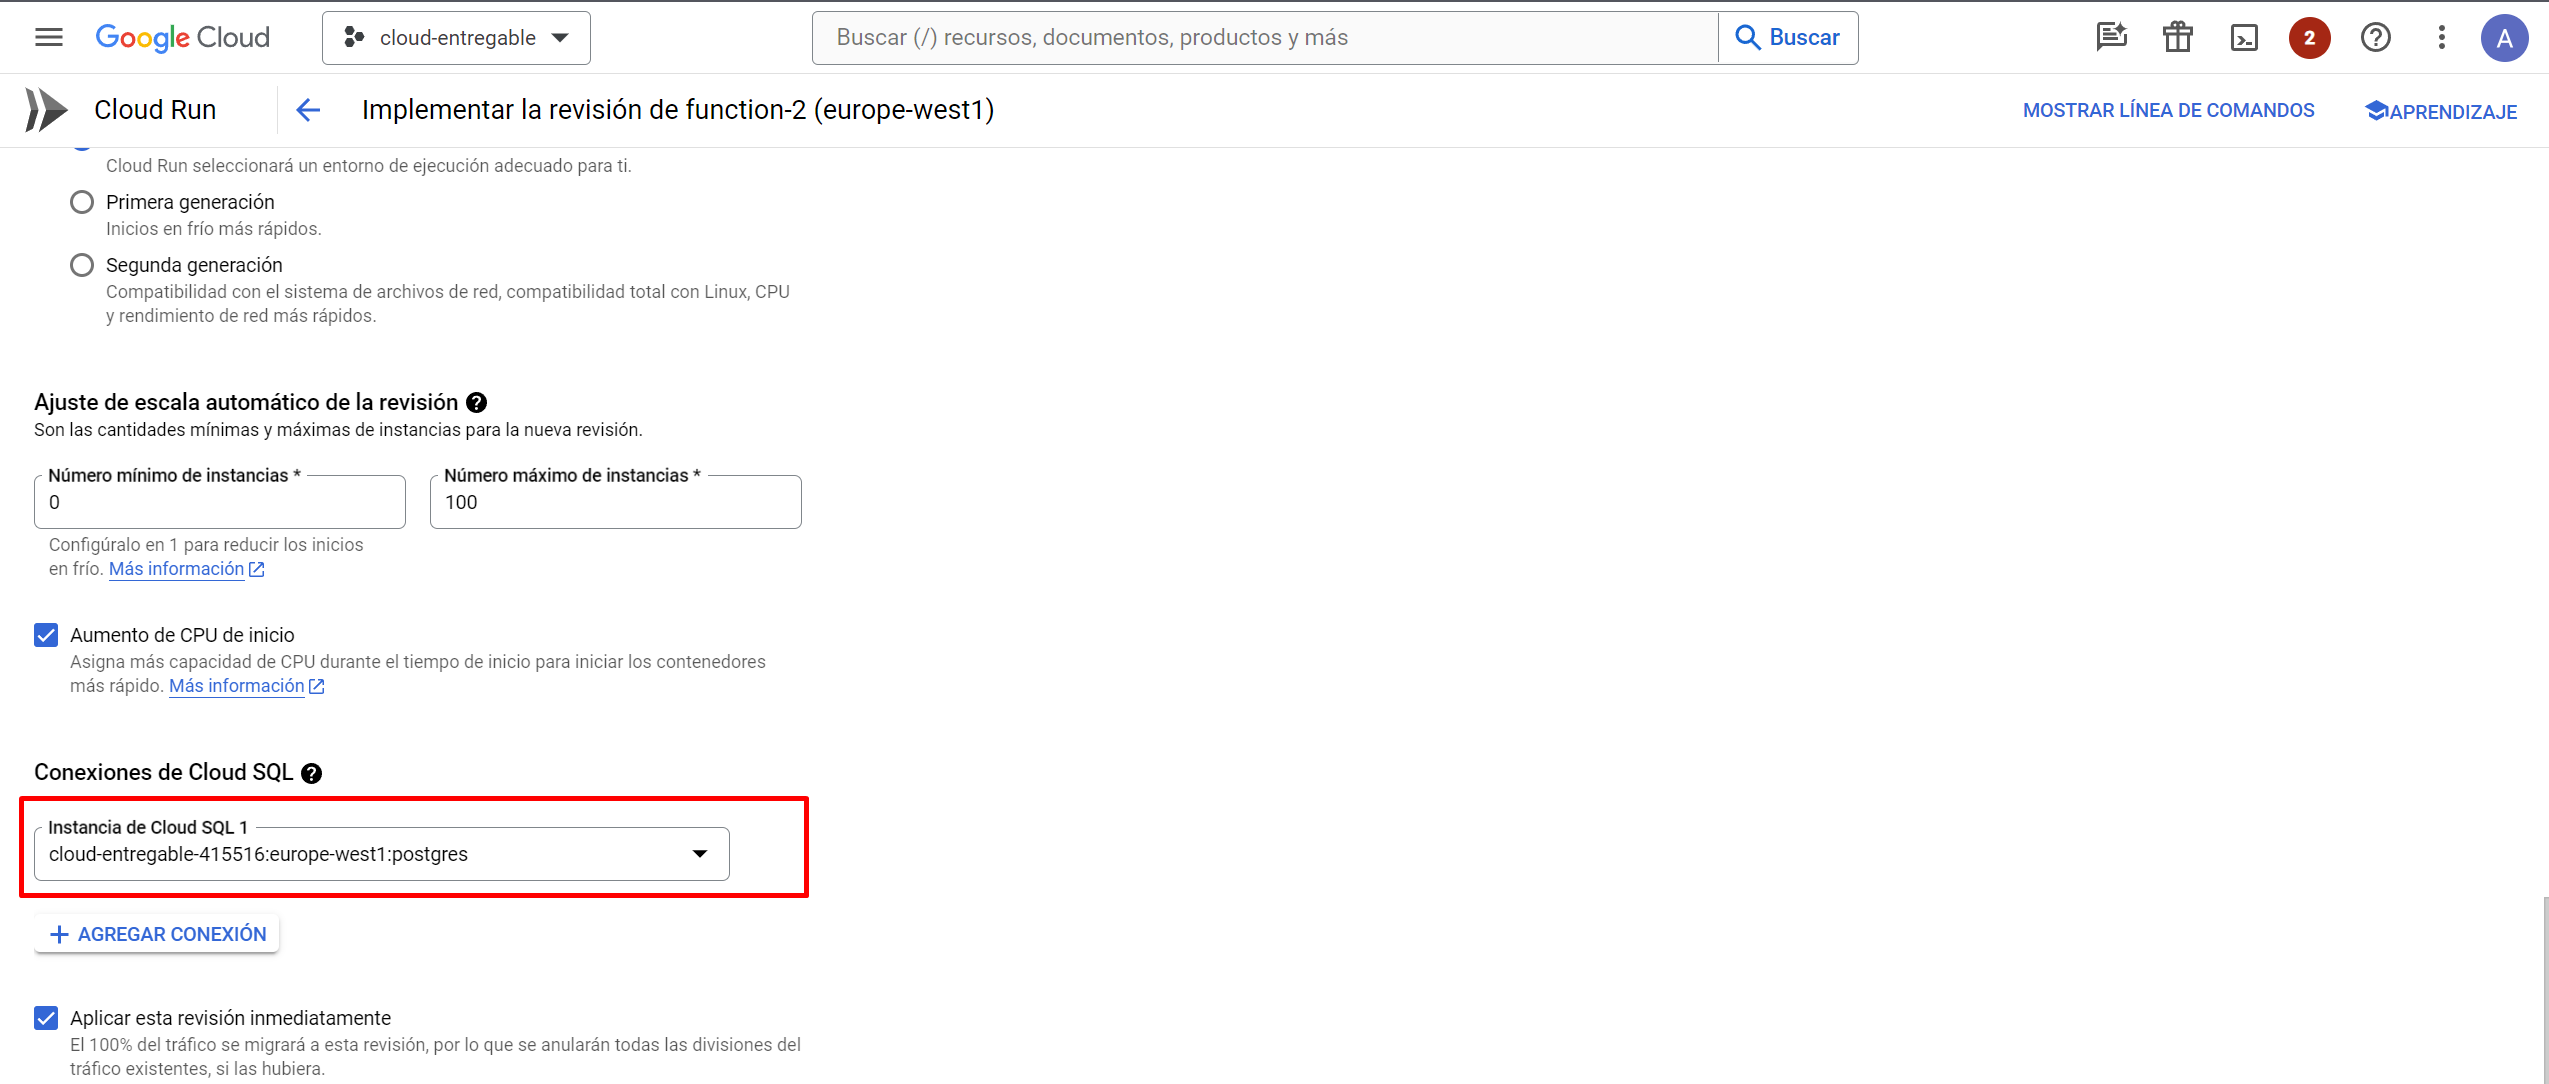 Google Cloud
cloud-entregable
Buscar (/) recursos, documentos, productos y más
Buscar
2
A
Cloud Run
Implementar la revisión de function-2 (europe-west1)
MOSTRAR LÍNEA DE COMANDOS
APRENDIZAJE
Cloud Run seleccionará un entorno de ejecución adecuado para ti.
Primera generación
Inicios en frío más rápidos.
Segunda generación
Compatibilidad con el sistema de archivos de red, compatibilidad total con Linux, CPU
y rendimiento de red más rápidos.
Ajuste de escala automático de la revisión
Son las cantidades mínimas y máximas de instancias para la nueva revisión.
Número mínimo de instancias *
0
Número máximo de instancias *
100
Configúralo en 1 para reducir los inicios
en frío. Más información
Aumento de CPU de inicio
Asigna más capacidad de CPU durante el tiempo de inicio para iniciar los contenedores
más rápido. Más información
Conexiones de Cloud SQL
Instancia de Cloud SQL 1
cloud-entregable-415516:europe-west1:postgres
AGREGAR CONEXIÓN
Aplicar esta revisión inmediatamente
El 100% del tráfico se migrará a esta revisión, por lo que se anularán todas las divisiones del
tráfico existentes, si las hubiera.